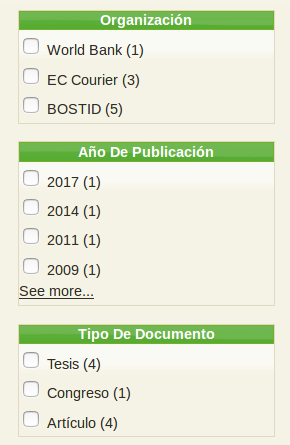 Organización
World Bank (1)
EC Courier (3)
BOSTID (5)
Año De Publicación
2017 (1)
2014 (1)
2011 (1)
2009 (1)
See more...
Tipo De Documento
Tesis (4)
Congreso (1)
Artículo (4)